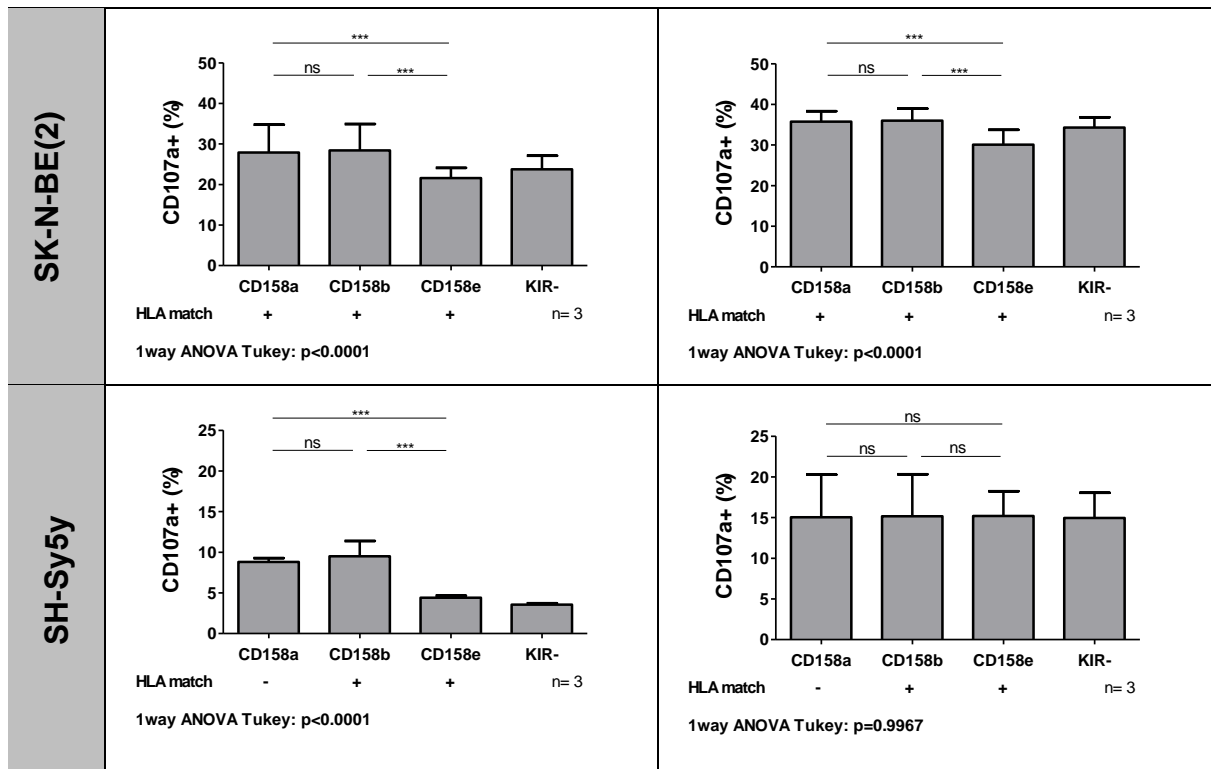 SK-N-BE(2)
***
ns
***
CD107a+ (%)
50
40
30
20
10
0
CD158a CD158b CD158e KIR-
HLA match + + + n= 3
1way ANOVA Tukey: p<0.0001
***
ns
***
CD107a+ (%)
50
40
30
20
10
0
CD158a CD158b CD158e KIR-
HLA match + + + n= 3
1way ANOVA Tukey: p<0.0001
SH-Sy5y
***
ns
***
CD107a+ (%)
25
20
15
10
5
0
CD158a CD158b CD158e KIR-
HLA match - + + n= 3
1way ANOVA Tukey: p<0.0001
ns
ns
ns
CD107a+ (%)
25
20
15
10
5
0
CD158a CD158b CD158e KIR-
HLA match - + + n= 3
1way ANOVA Tukey: p=0.9967